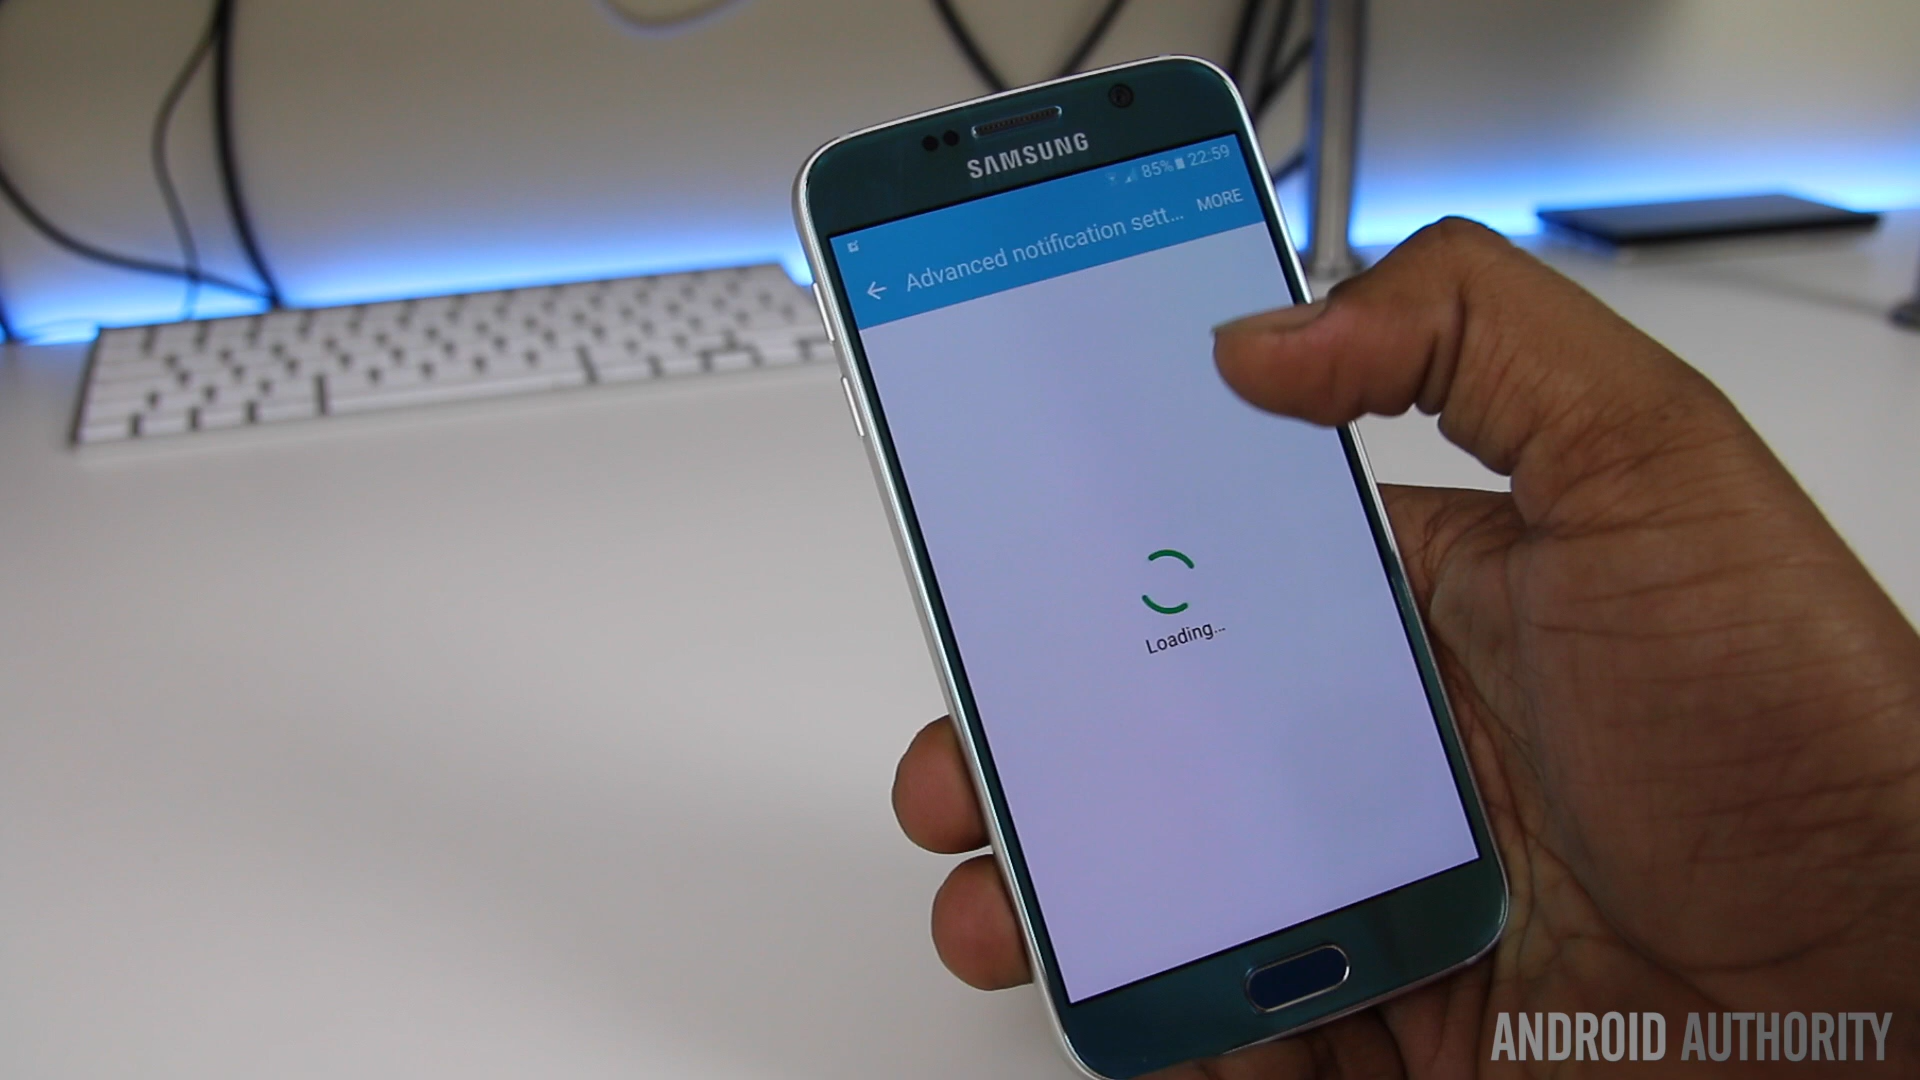 SAMSUNG
85% 22:59
Advanced notification sett... MORE
Loading...
ANDROID AUTHORITY